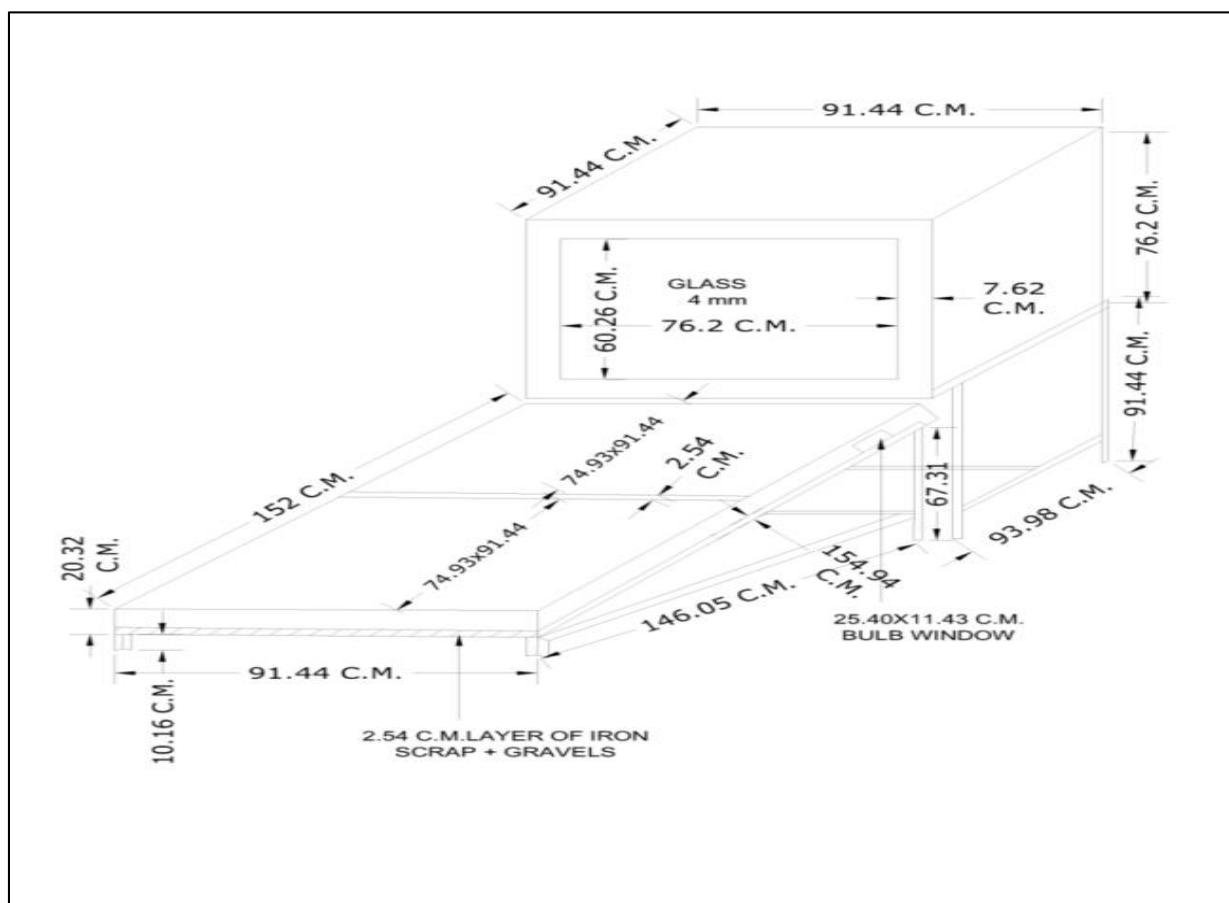 91.44 C.M.
91.44 C.M.
76.2 C.M.
GLASS
4 mm
60.26 C.M.
76.2 C.M.
7.62
C.M.
91.44 C.M.
74.93x91.44
2.54
C.M.
152 C.M.
67.31
93.98 C.M.
74.93x91.44
20.32
C.M.
154.94
C.M.
146.05 C.M.
25.40X11.43 C.M.
BULB WINDOW
91.44 C.M.
10.16 C.M.
2.54 C.M.LAYER OF IRON
SCRAP + GRAVELS